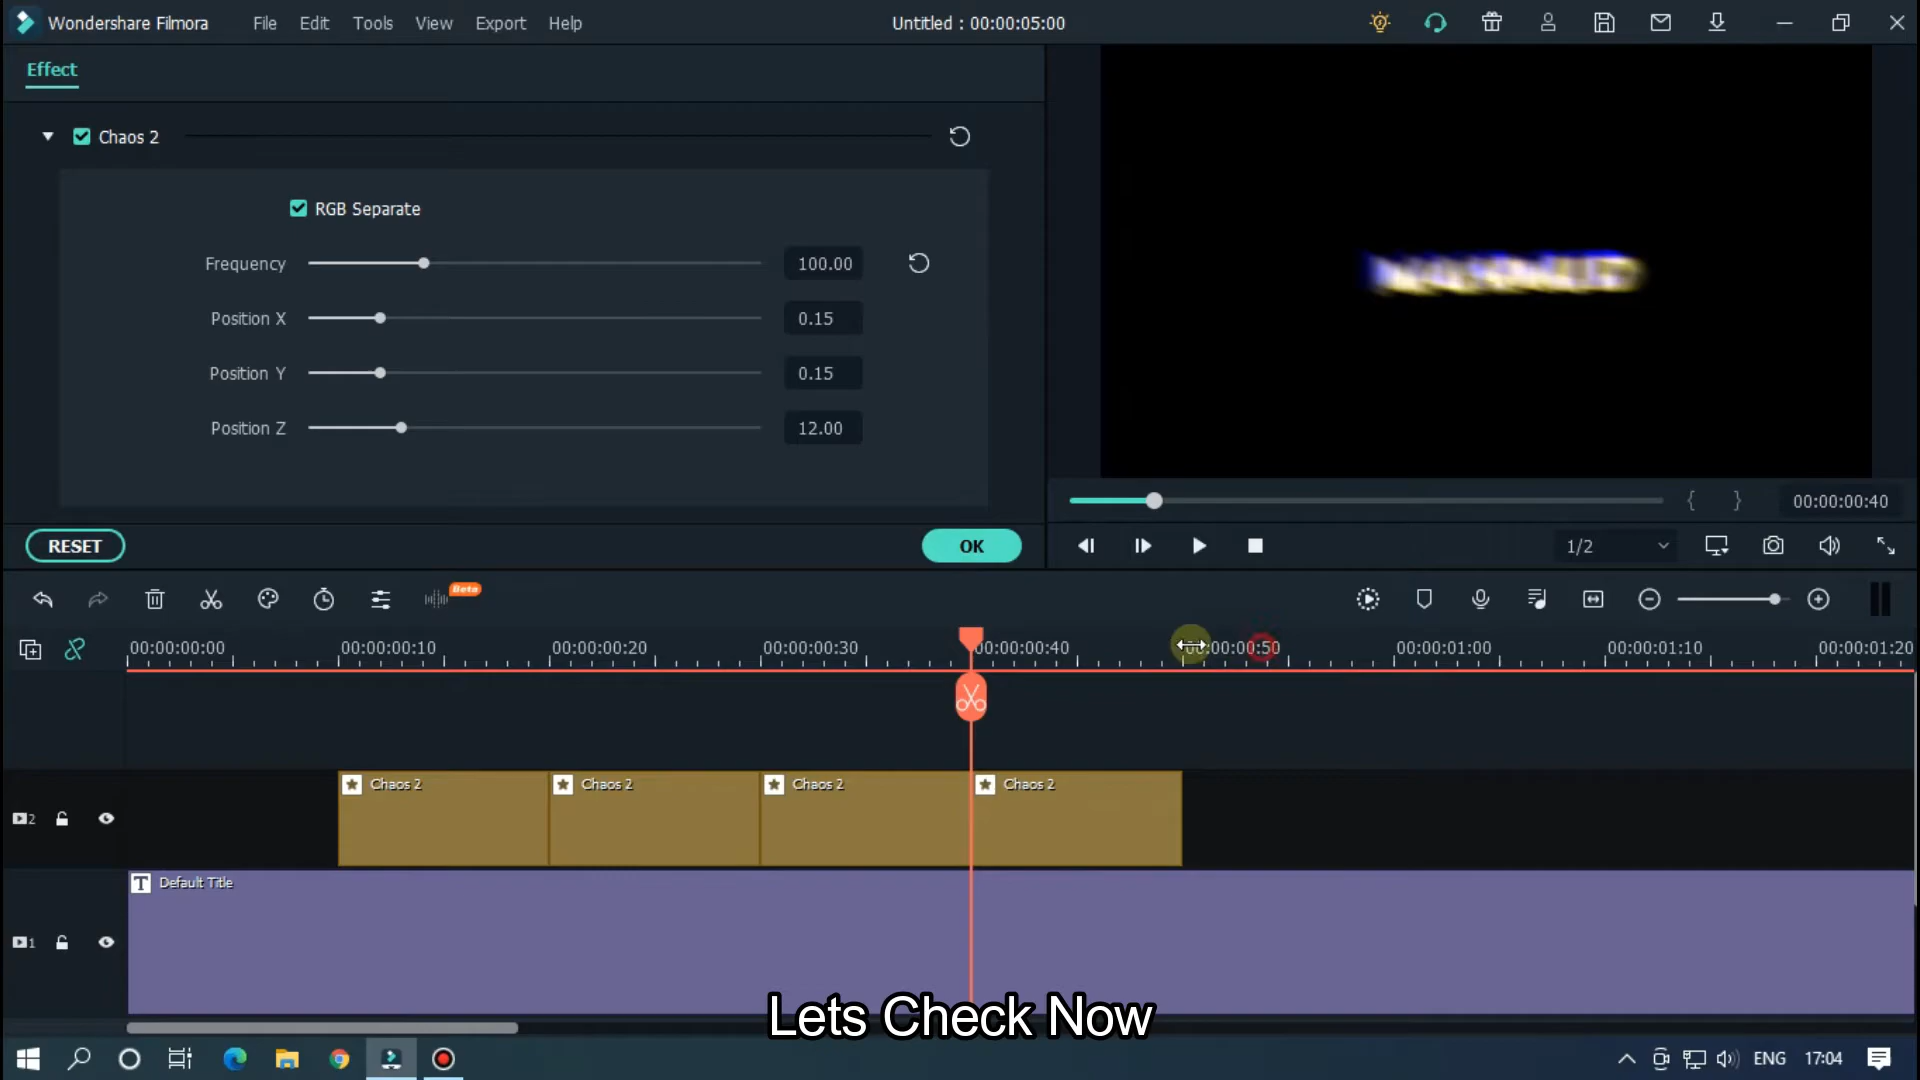 Wondershare Filmora File Edit Tools View Export Help Untitled : 00:00:05:00
Effect
Chaos 2
RGB Separate
Frequency 100.00
Position X 0.15
Position Y 0.15
Position Z 12.00
{ } 00:00:00:40
RESET OK 1/2
Beta
00:00:00:00 00:00:00:10 00:00:00:20 00:00:00:30 00:00:00:40 00:00:00:50 00:00:01:00 00:00:01:10 00:00:01:20
Chaos 2 Chaos 2 Chaos 2 Chaos 2
2
T Default Title
1
Lets Check Now
ENG 17:04